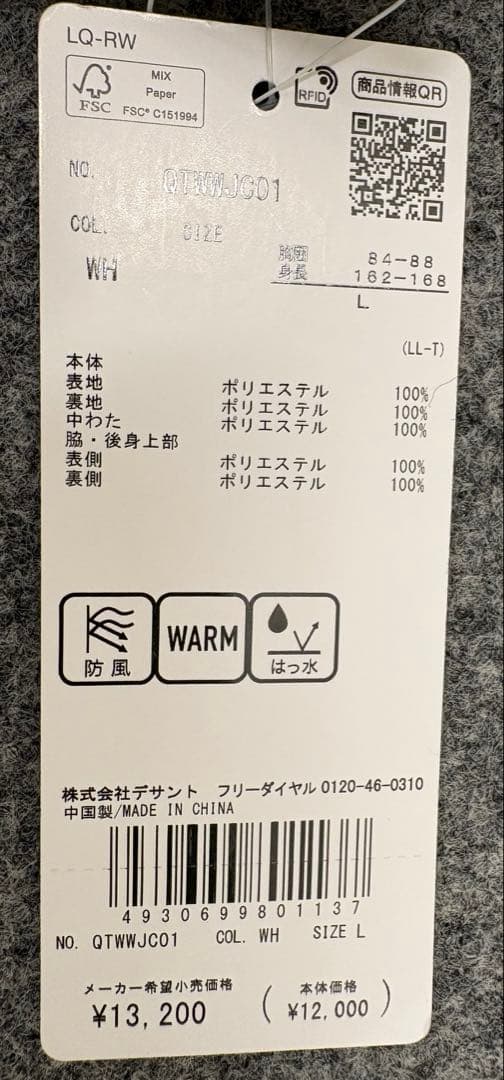 LQ-RW
FSC
MIX
Paper
FSC® C151994
RFID
商品情報QR
NO. QTWWJC01
COL. SIZE
WH
胸囲 84-88
身長 162-168
L
(LL-T)
本体
表地 ポリエステル 100%
裏地 ポリエステル 100%
中わた ポリエステル 100%
脇・後身上部
表側 ポリエステル 100%
裏側 ポリエステル 100%
防風
WARM
はっ水
株式会社デサント フリーダイヤル 0120-46-0310
中国製/MADE IN CHINA
4930699801137
NO. QTWWJC01 COL. WH SIZE L
メーカー希望小売価格
¥13,200
(本体価格
¥12,000)